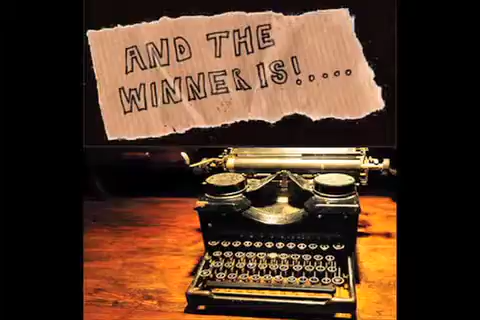 AND THE
WINNER IS!.....